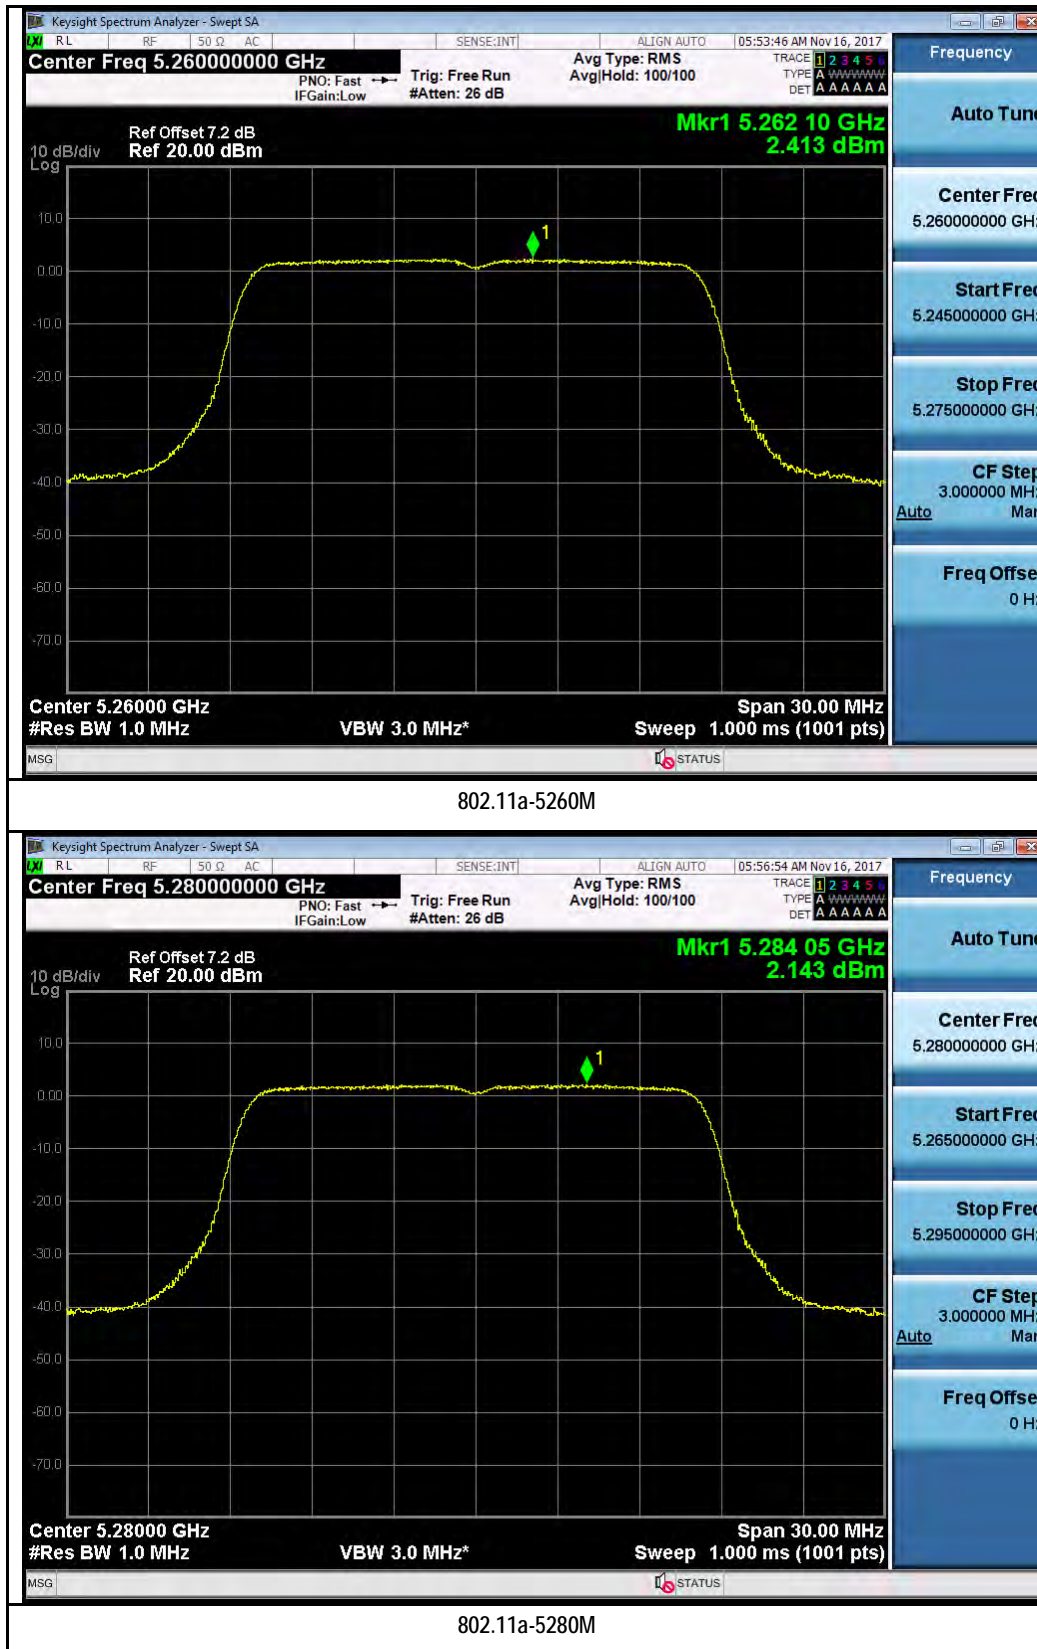 Keysight Spectrum Analyzer - Swept SA
LXI RL RF 50 Ω AC SENSE:INT ALIGN AUTO 05:53:46 AM Nov 16, 2017
Center Freq 5.260000000 GHz
PNO: Fast
IFGain:Low
Trig: Free Run
#Atten: 26 dB
Avg Type: RMS
Avg|Hold: 100/100
TRACE 1 2 3 4 5 6
TYPE A WWWWW
DET A A A A A A
Ref Offset 7.2 dB
10 dB/div Ref 20.00 dBm
Log
Mkr1 5.262 10 GHz
2.413 dBm
1
10.0
0.00
-10.0
-20.0
-30.0
-40.0
-50.0
-60.0
-70.0
Center 5.26000 GHz Span 30.00 MHz
#Res BW 1.0 MHz VBW 3.0 MHz* Sweep 1.000 ms (1001 pts)
MSG STATUS
Frequency
Auto Tune
Center Freq
5.260000000 GHz
Start Freq
5.245000000 GHz
Stop Freq
5.275000000 GHz
CF Step
3.000000 MHz
Auto Man
Freq Offset
0 Hz
802.11a-5260M
Keysight Spectrum Analyzer - Swept SA
LXI RL RF 50 Ω AC SENSE:INT ALIGN AUTO 05:56:54 AM Nov 16, 2017
Center Freq 5.280000000 GHz
PNO: Fast
IFGain:Low
Trig: Free Run
#Atten: 26 dB
Avg Type: RMS
Avg|Hold: 100/100
TRACE 1 2 3 4 5 6
TYPE A WWWWW
DET A A A A A A
Ref Offset 7.2 dB
10 dB/div Ref 20.00 dBm
Log
Mkr1 5.284 05 GHz
2.143 dBm
1
10.0
0.00
-10.0
-20.0
-30.0
-40.0
-50.0
-60.0
-70.0
Center 5.28000 GHz Span 30.00 MHz
#Res BW 1.0 MHz VBW 3.0 MHz* Sweep 1.000 ms (1001 pts)
MSG STATUS
Frequency
Auto Tune
Center Freq
5.280000000 GHz
Start Freq
5.265000000 GHz
Stop Freq
5.295000000 GHz
CF Step
3.000000 MHz
Auto Man
Freq Offset
0 Hz
802.11a-5280M